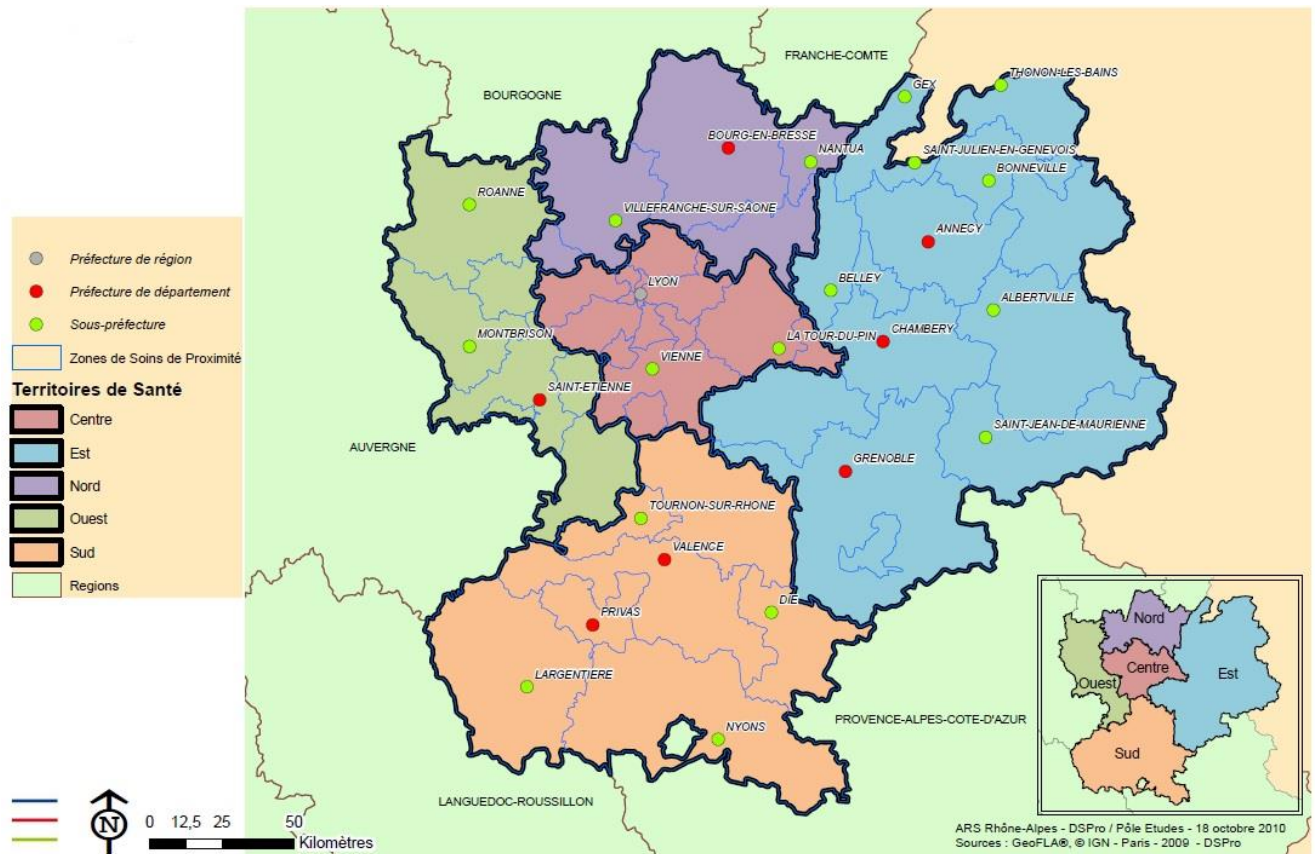 FRANCHE-COMTE
BOURGOGNE
GEX
THONON-LES-BAINS
BOURG-EN-BRESSE
NANTUA
SAINT-JULIEN-EN-GENEVOIS
BONNEVILLE
ROANNE
VILLEFRANCHE-SUR-SAONE
ANNECY
LYON
BELLEY
ALBERTVILLE
MONTBRISON
LA TOUR-DU-PIN
CHAMBERY
VIENNE
SAINT-ETIENNE
SAINT-JEAN-DE-MAURIENNE
AUVERGNE
GRENOBLE
TOURNON-SUR-RHONE
VALENCE
DIE
PRIVAS
LARGENTIERE
NYONS
PROVENCE-ALPES-COTE-D'AZUR
LANGUEDOC-ROUSSILLON
Préfecture de région
Préfecture de département
Sous-préfecture
Zones de Soins de Proximité
Territoires de Santé
Centre
Est
Nord
Ouest
Sud
Regions
N
0 12,5 25 50
Kilomètres
Nord
Centre
Est
Ouest
Sud
ARS Rhône-Alpes - DSPro / Pôle Etudes - 18 octobre 2010
Sources : GeoFLA®, © IGN - Paris - 2009 - DSPro